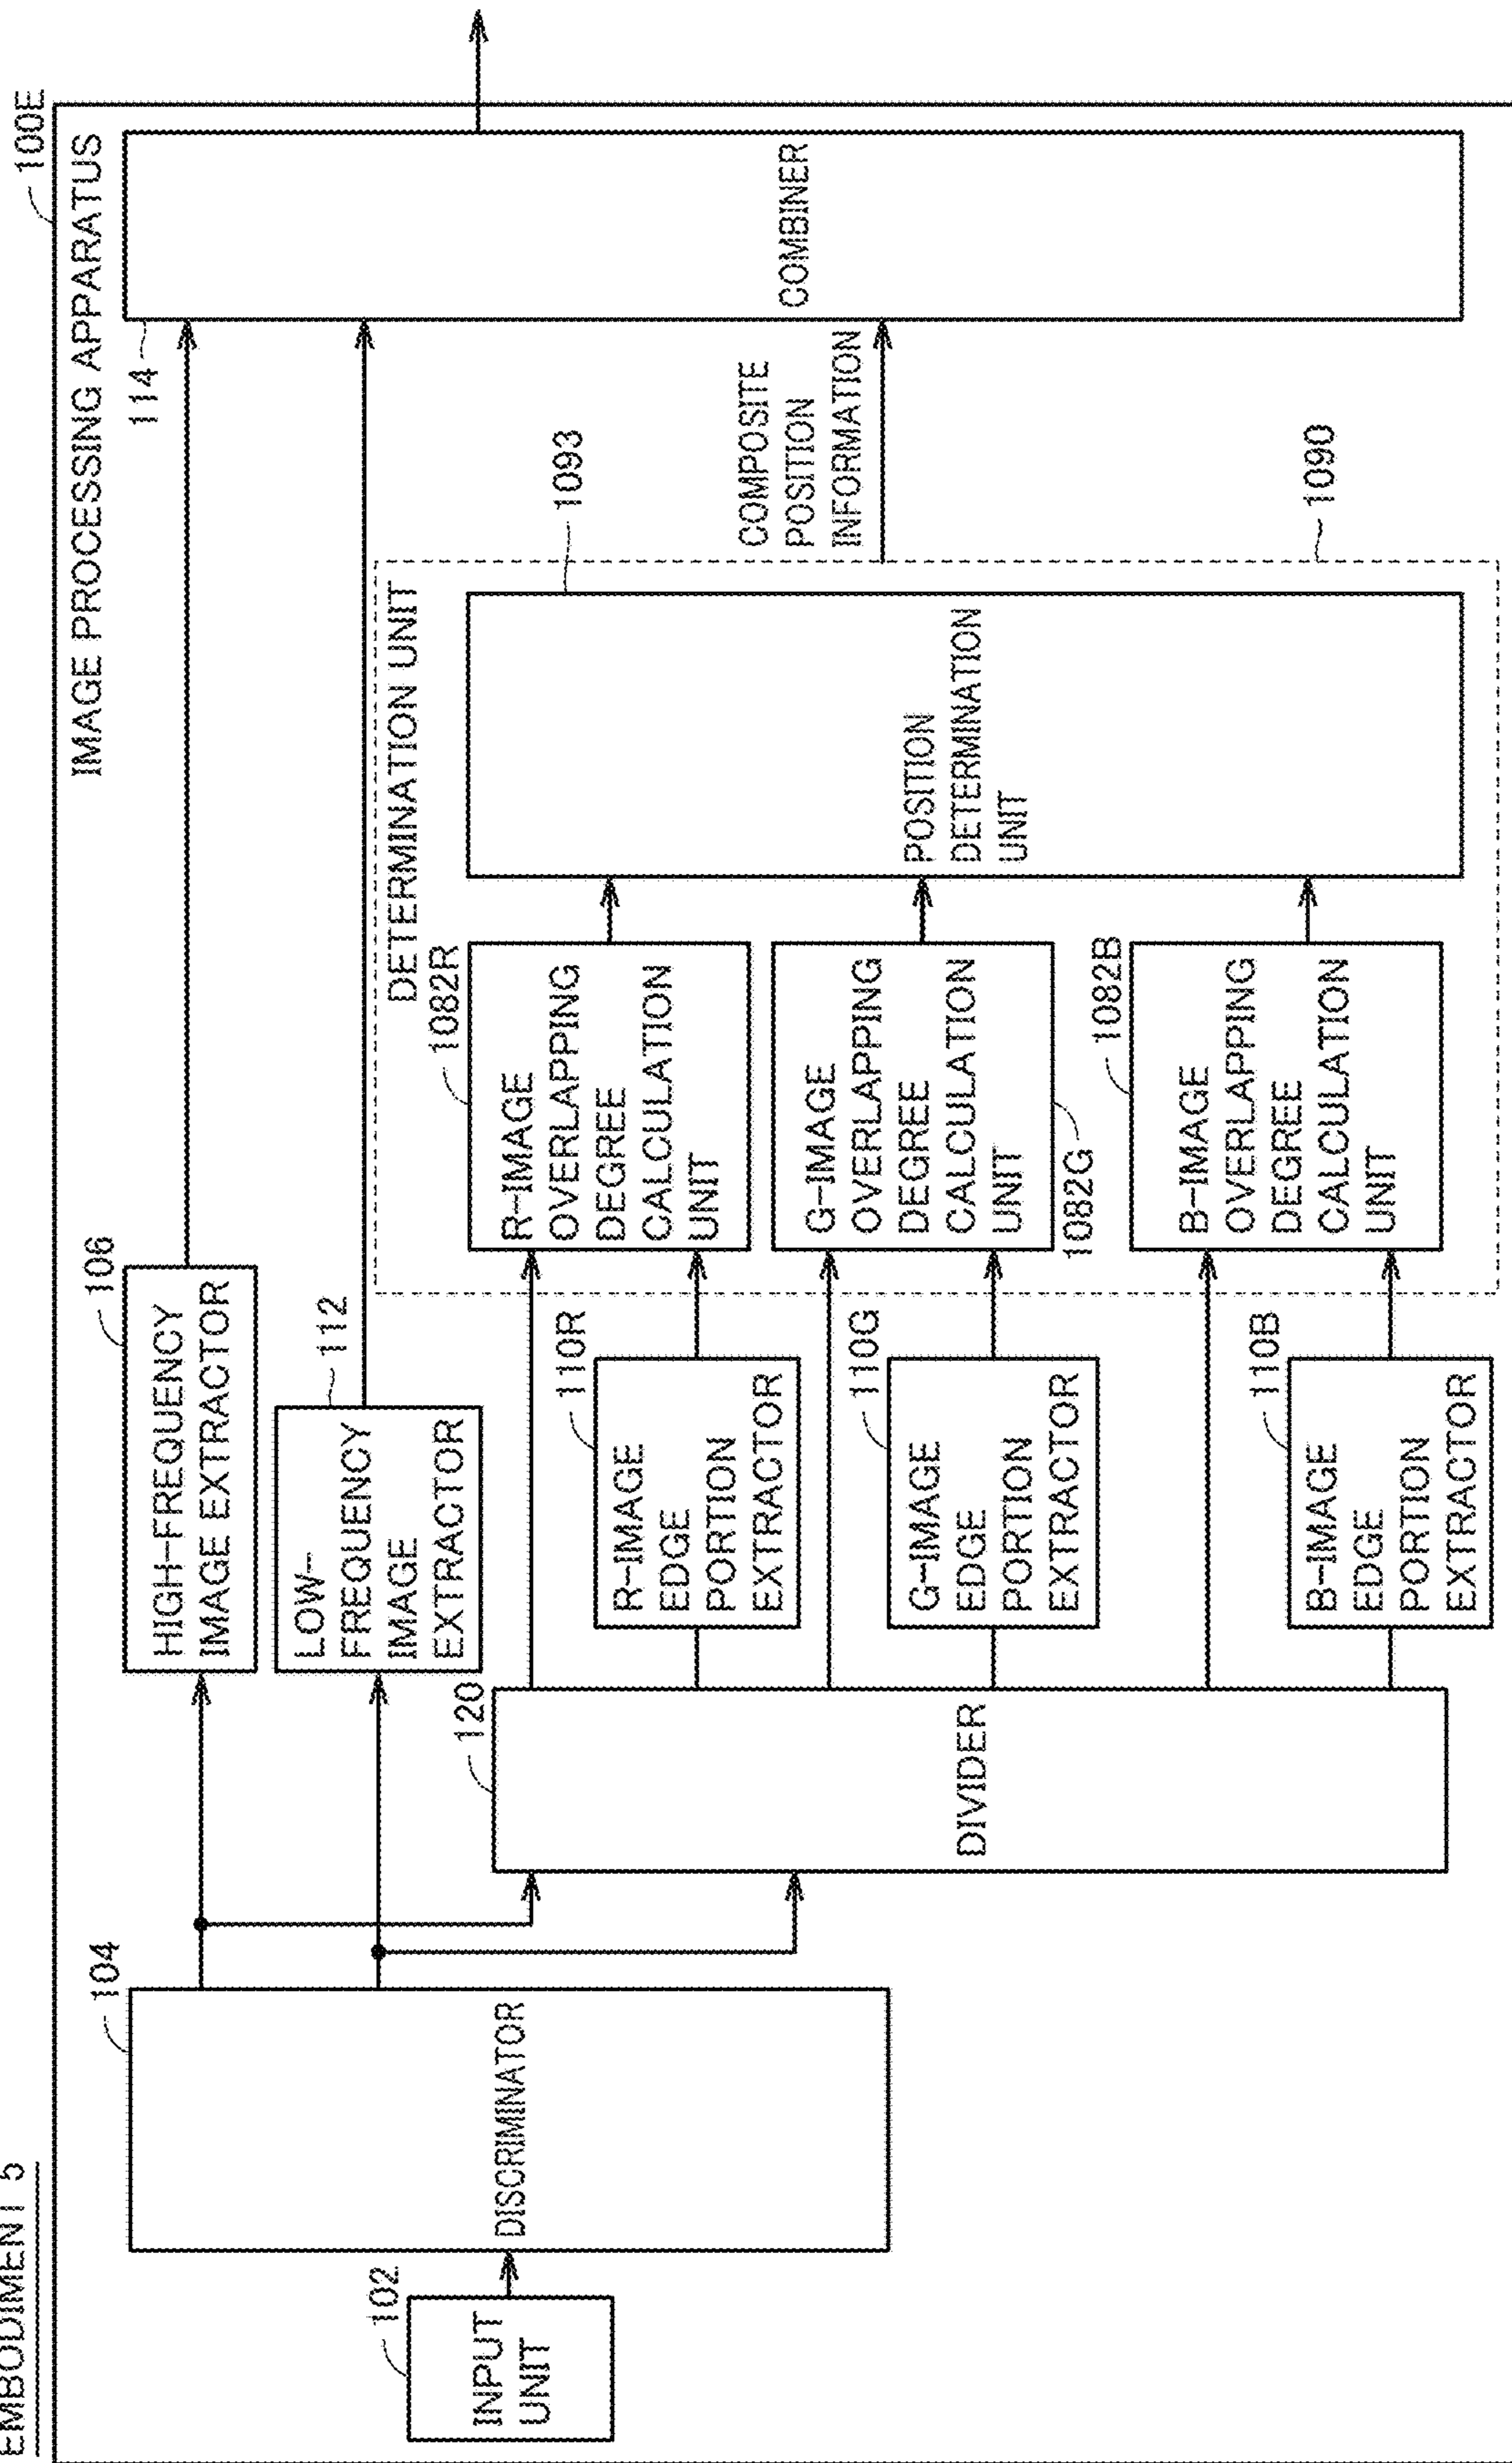 EMBODIMENT 5
100E
IMAGE PROCESSING APPARATUS
102
INPUT
UNIT
104
DISCRIMINATOR
106
HIGH-FREQUENCY
IMAGE EXTRACTOR
112
LOW-
FREQUENCY
IMAGE
EXTRACTOR
120
DIVIDER
110R
R-IMAGE
EDGE
PORTION
EXTRACTOR
110G
G-IMAGE
EDGE
PORTION
EXTRACTOR
110B
B-IMAGE
EDGE
PORTION
EXTRACTOR
DETERMINATION UNIT
1082R
R-IMAGE
OVERLAPPING
DEGREE
CALCULATION
UNIT
G-IMAGE
OVERLAPPING
DEGREE
CALCULATION
UNIT
1082G
1082B
B-IMAGE
OVERLAPPING
DEGREE
CALCULATION
UNIT
1093
POSITION
DETERMINATION
UNIT
1090
COMPOSITE
POSITION
INFORMATION
114
COMBINER